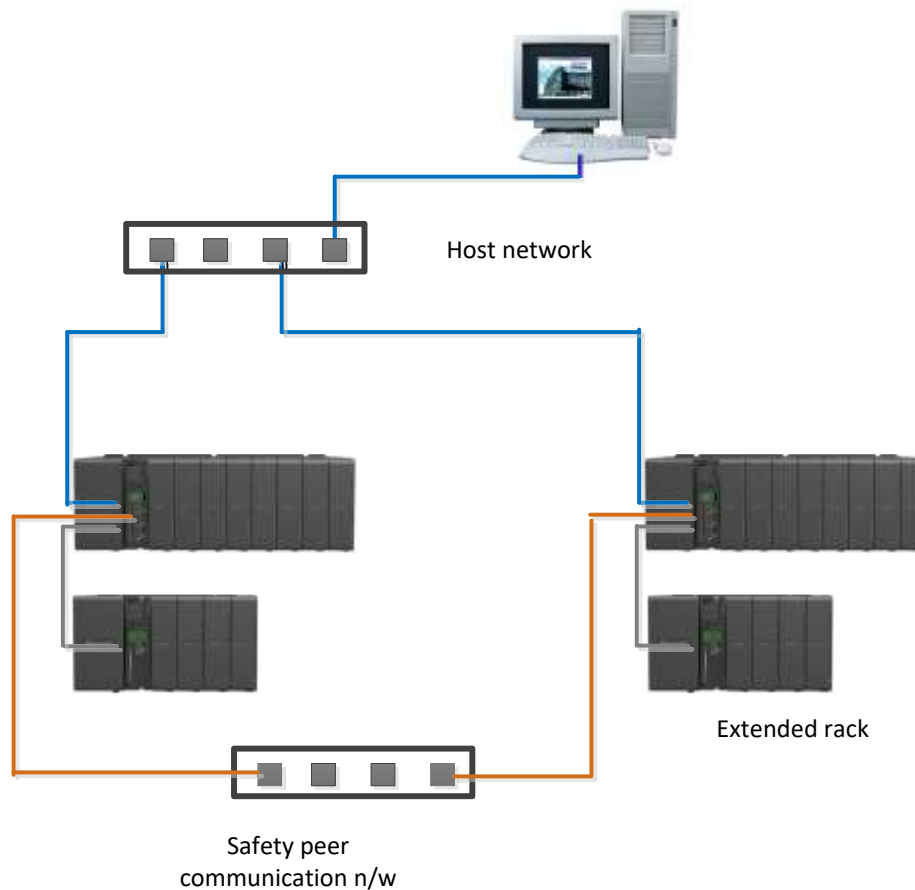 Host network
Extended rack
Safety peer
communication n/w